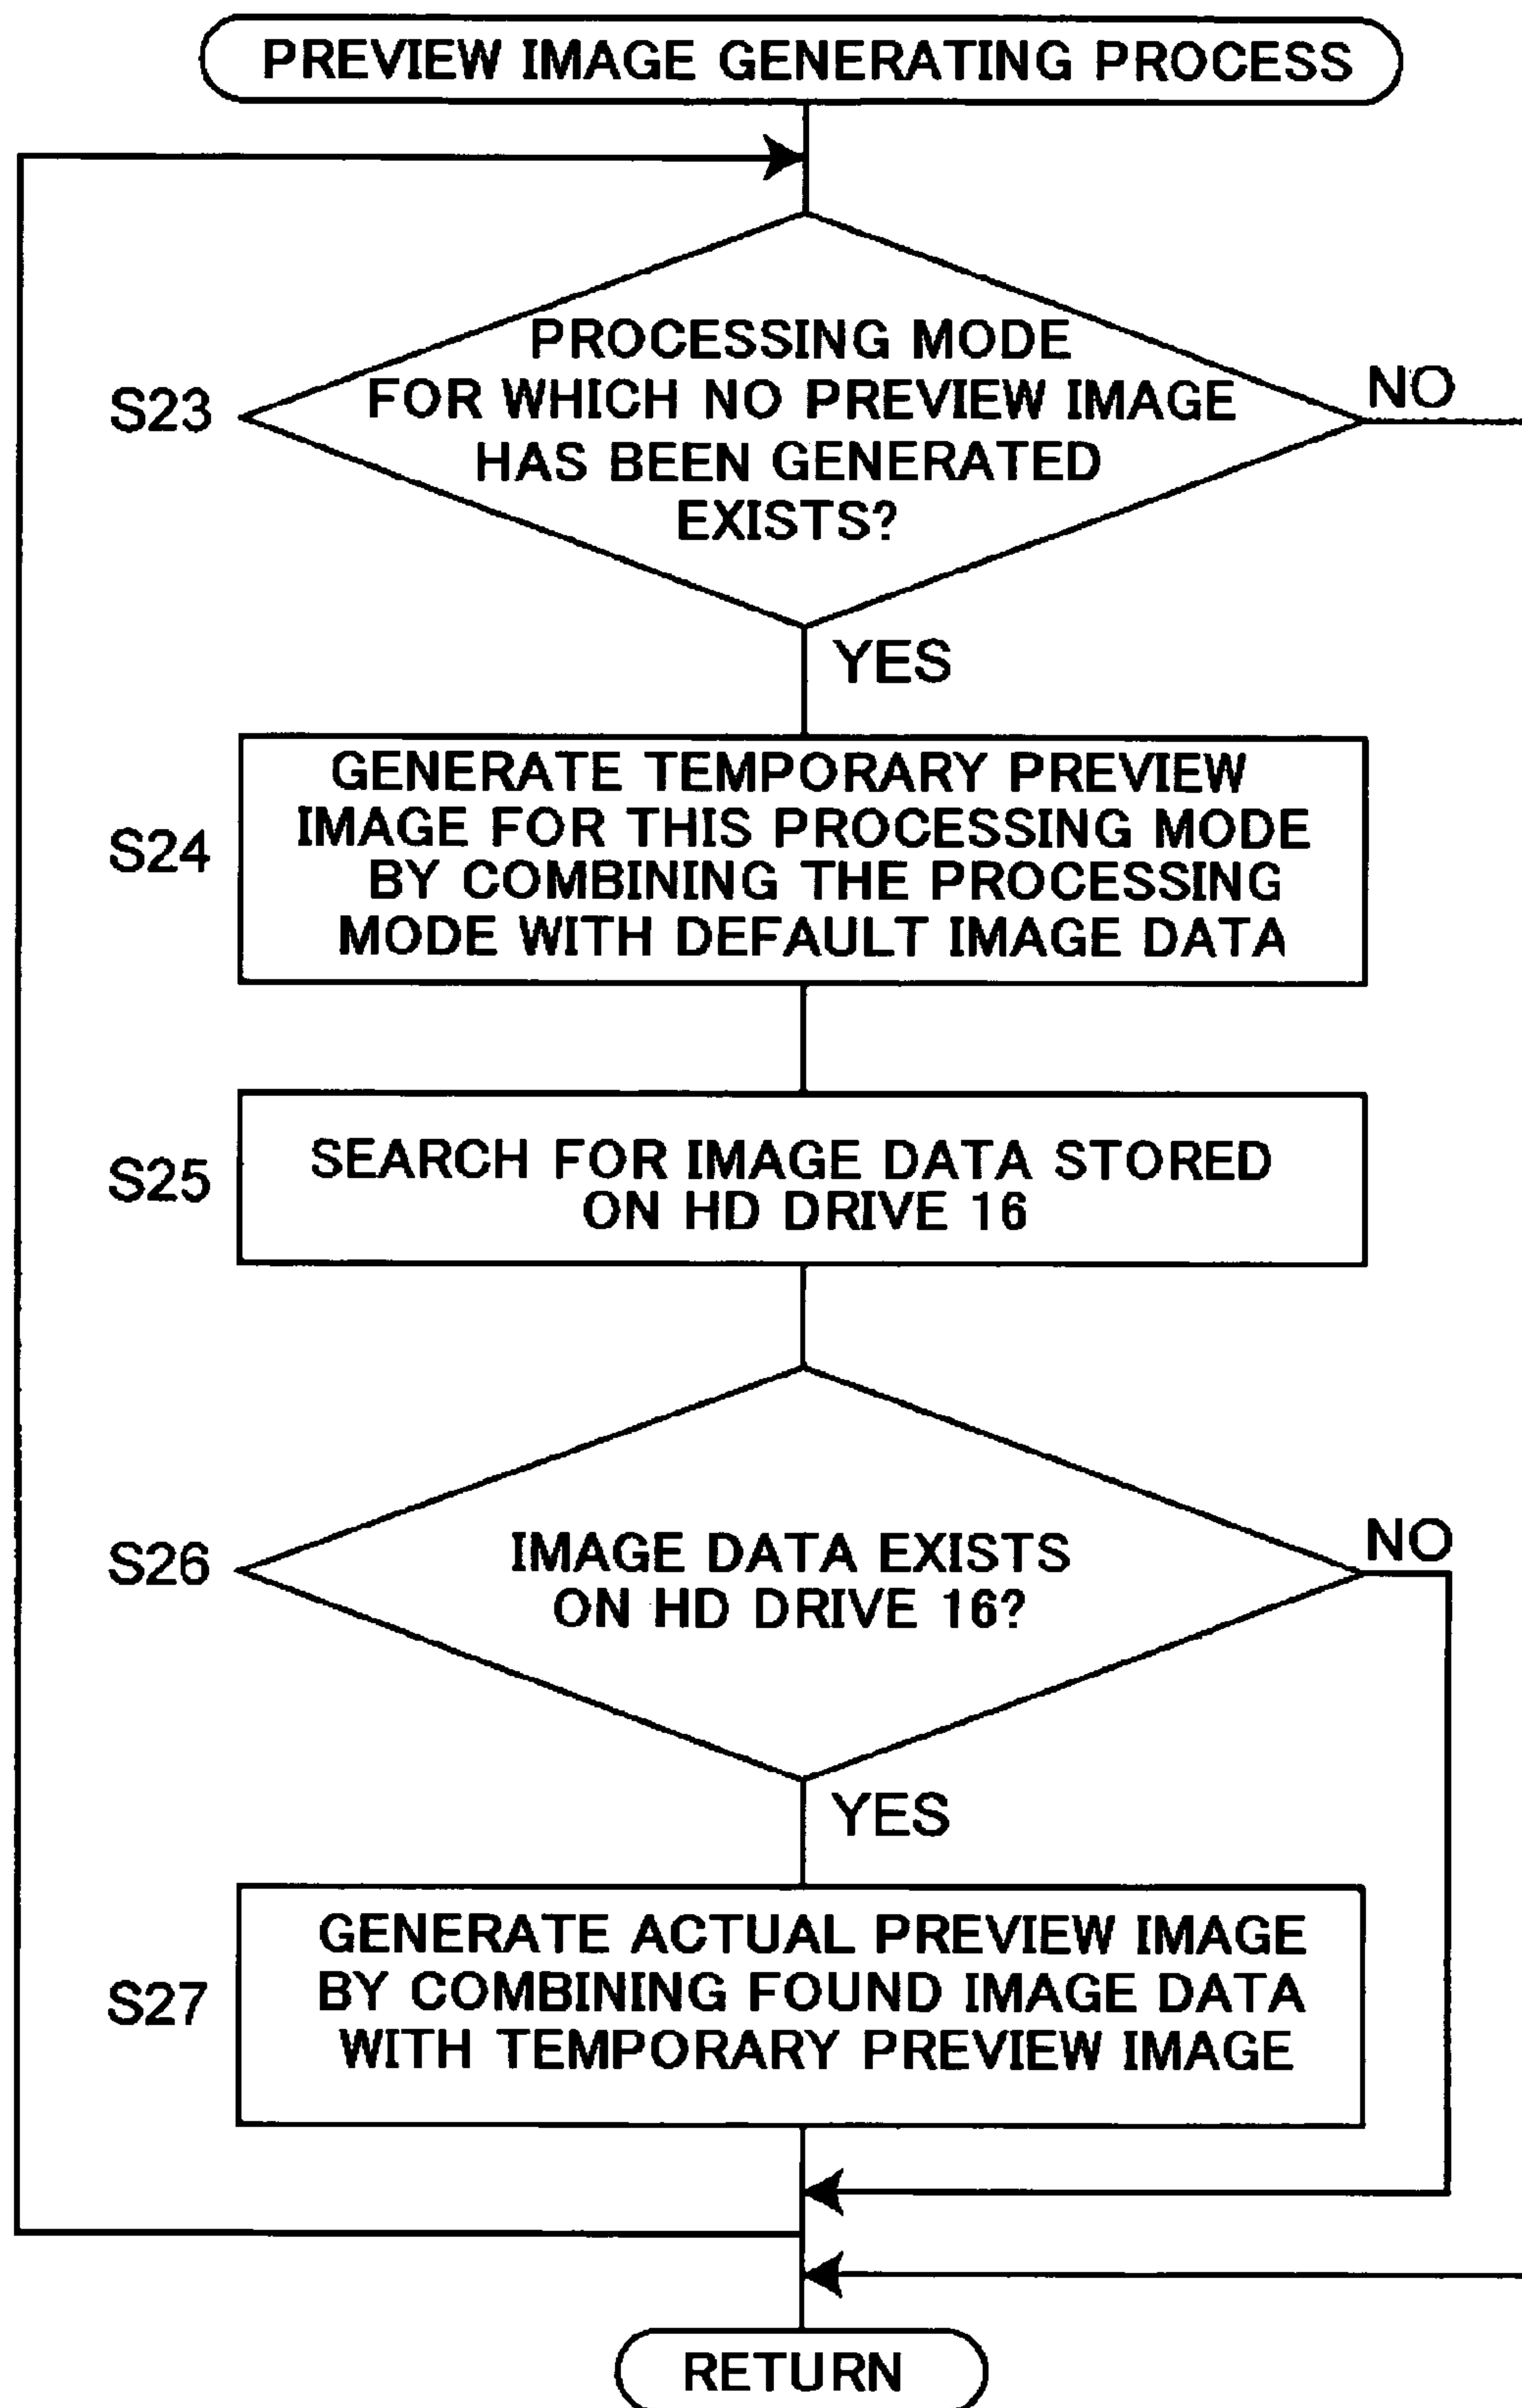 PREVIEW IMAGE GENERATING PROCESS
S23
PROCESSING MODE
FOR WHICH NO PREVIEW IMAGE
HAS BEEN GENERATED
EXISTS?
NO
YES
S24
GENERATE TEMPORARY PREVIEW
IMAGE FOR THIS PROCESSING MODE
BY COMBINING THE PROCESSING
MODE WITH DEFAULT IMAGE DATA
S25
SEARCH FOR IMAGE DATA STORED
ON HD DRIVE 16
S26
IMAGE DATA EXISTS
ON HD DRIVE 16?
NO
YES
S27
GENERATE ACTUAL PREVIEW IMAGE
BY COMBINING FOUND IMAGE DATA
WITH TEMPORARY PREVIEW IMAGE
RETURN